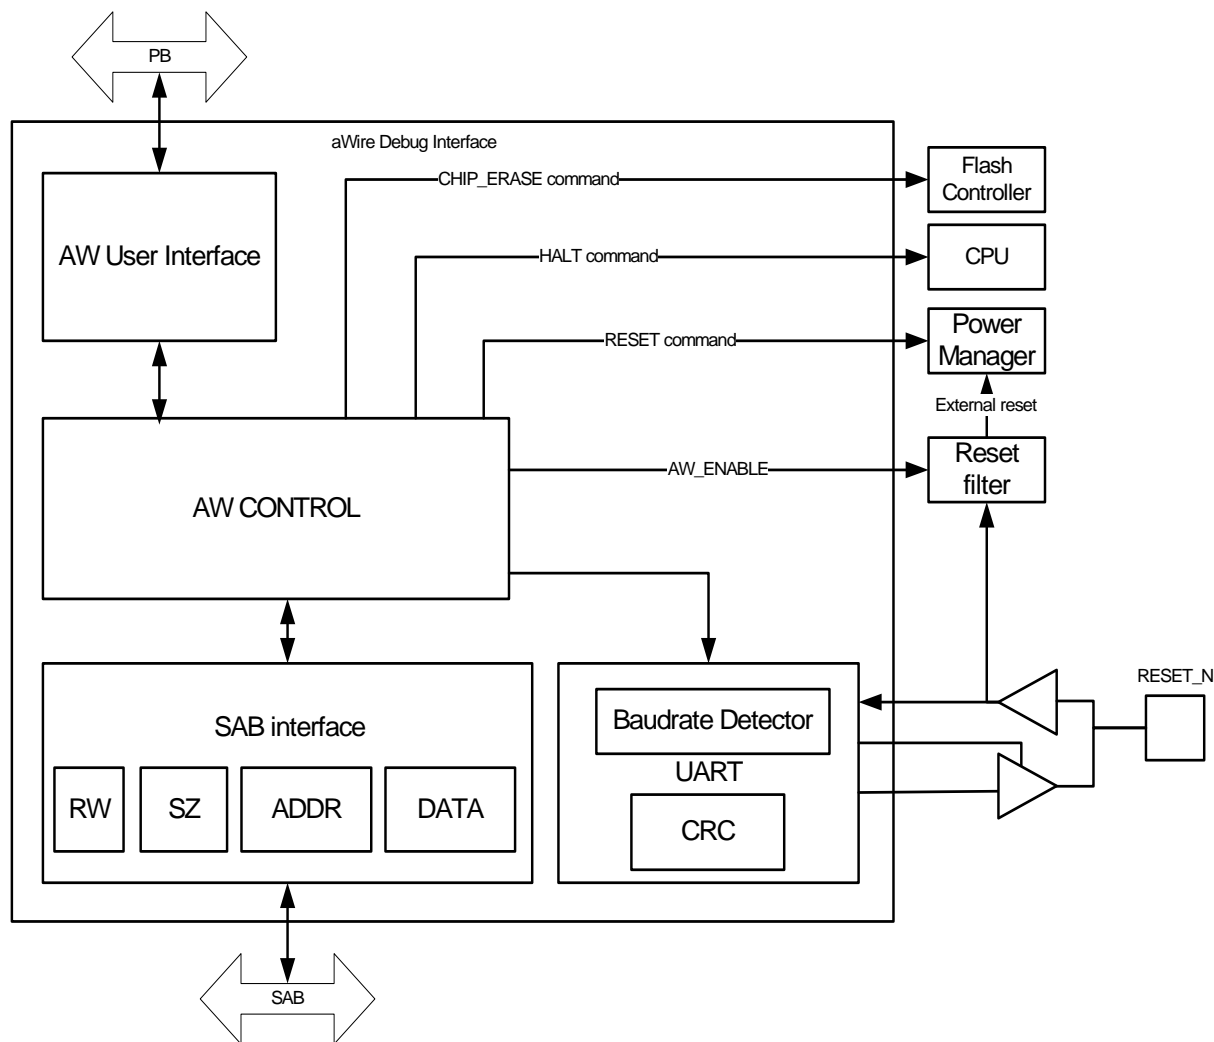 PB
aWire Debug Interface
CHIP_ERASE command
Flash
Controller
AW User Interface
HALT command
CPU
RESET command
Power
Manager
External reset
AW_ENABLE
Reset
filter
AW CONTROL
RESET_N
SAB interface
RW
SZ
ADDR
DATA
Baudrate Detector
UART
CRC
SAB